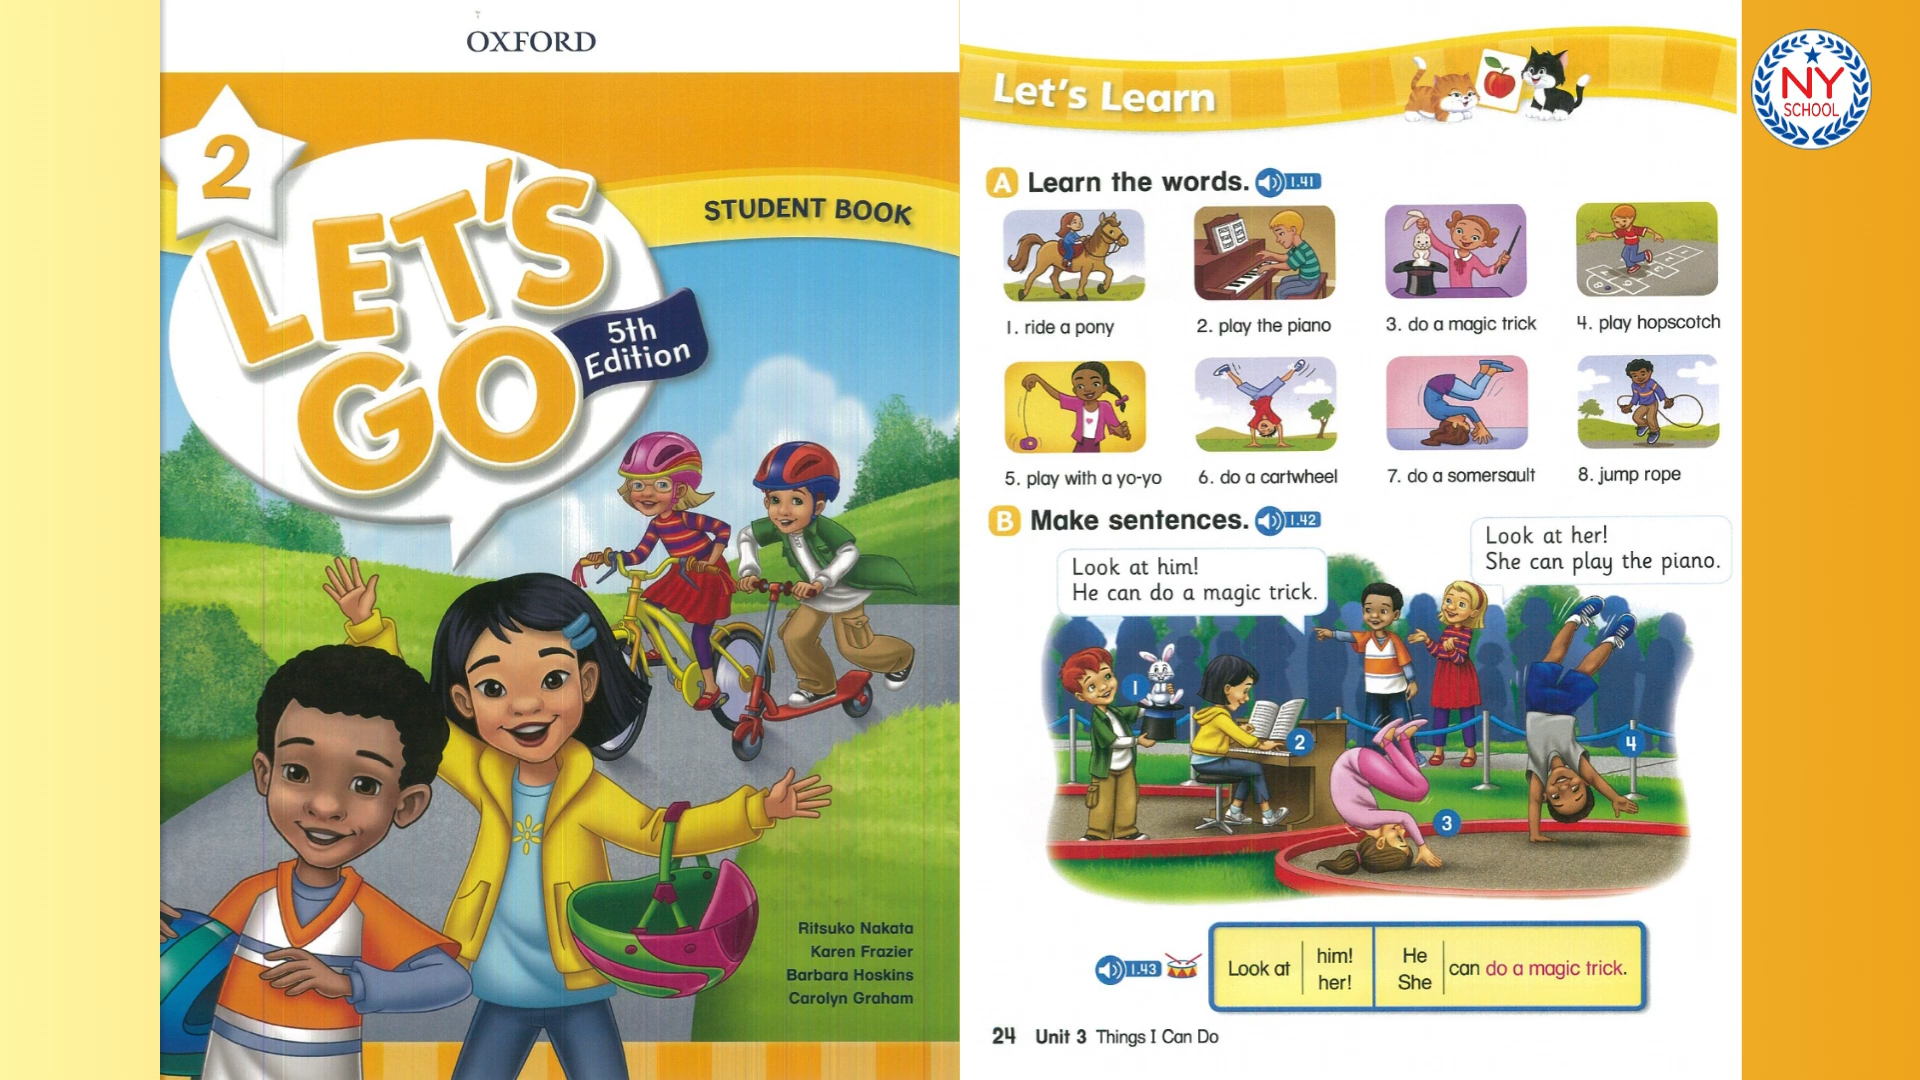 OXFORD
2
LET'S
GO
5th
Edition
STUDENT BOOK
Ritsuko Nakata
Karen Frazier
Barbara Hoskins
Carolyn Graham
Let's Learn
NY
SCHOOL
A Learn the words. 1.41
1. ride a pony
2. play the piano
3. do a magic trick
4. play hopscotch
5. play with a yo-yo
6. do a cartwheel
7. do a somersault
8. jump rope
B Make sentences. 1.42
Look at him!
He can do a magic trick.
Look at her!
She can play the piano.
1
2
3
4
1.43
Look at him! He can do a magic trick.
her! She
24 Unit 3 Things I Can Do